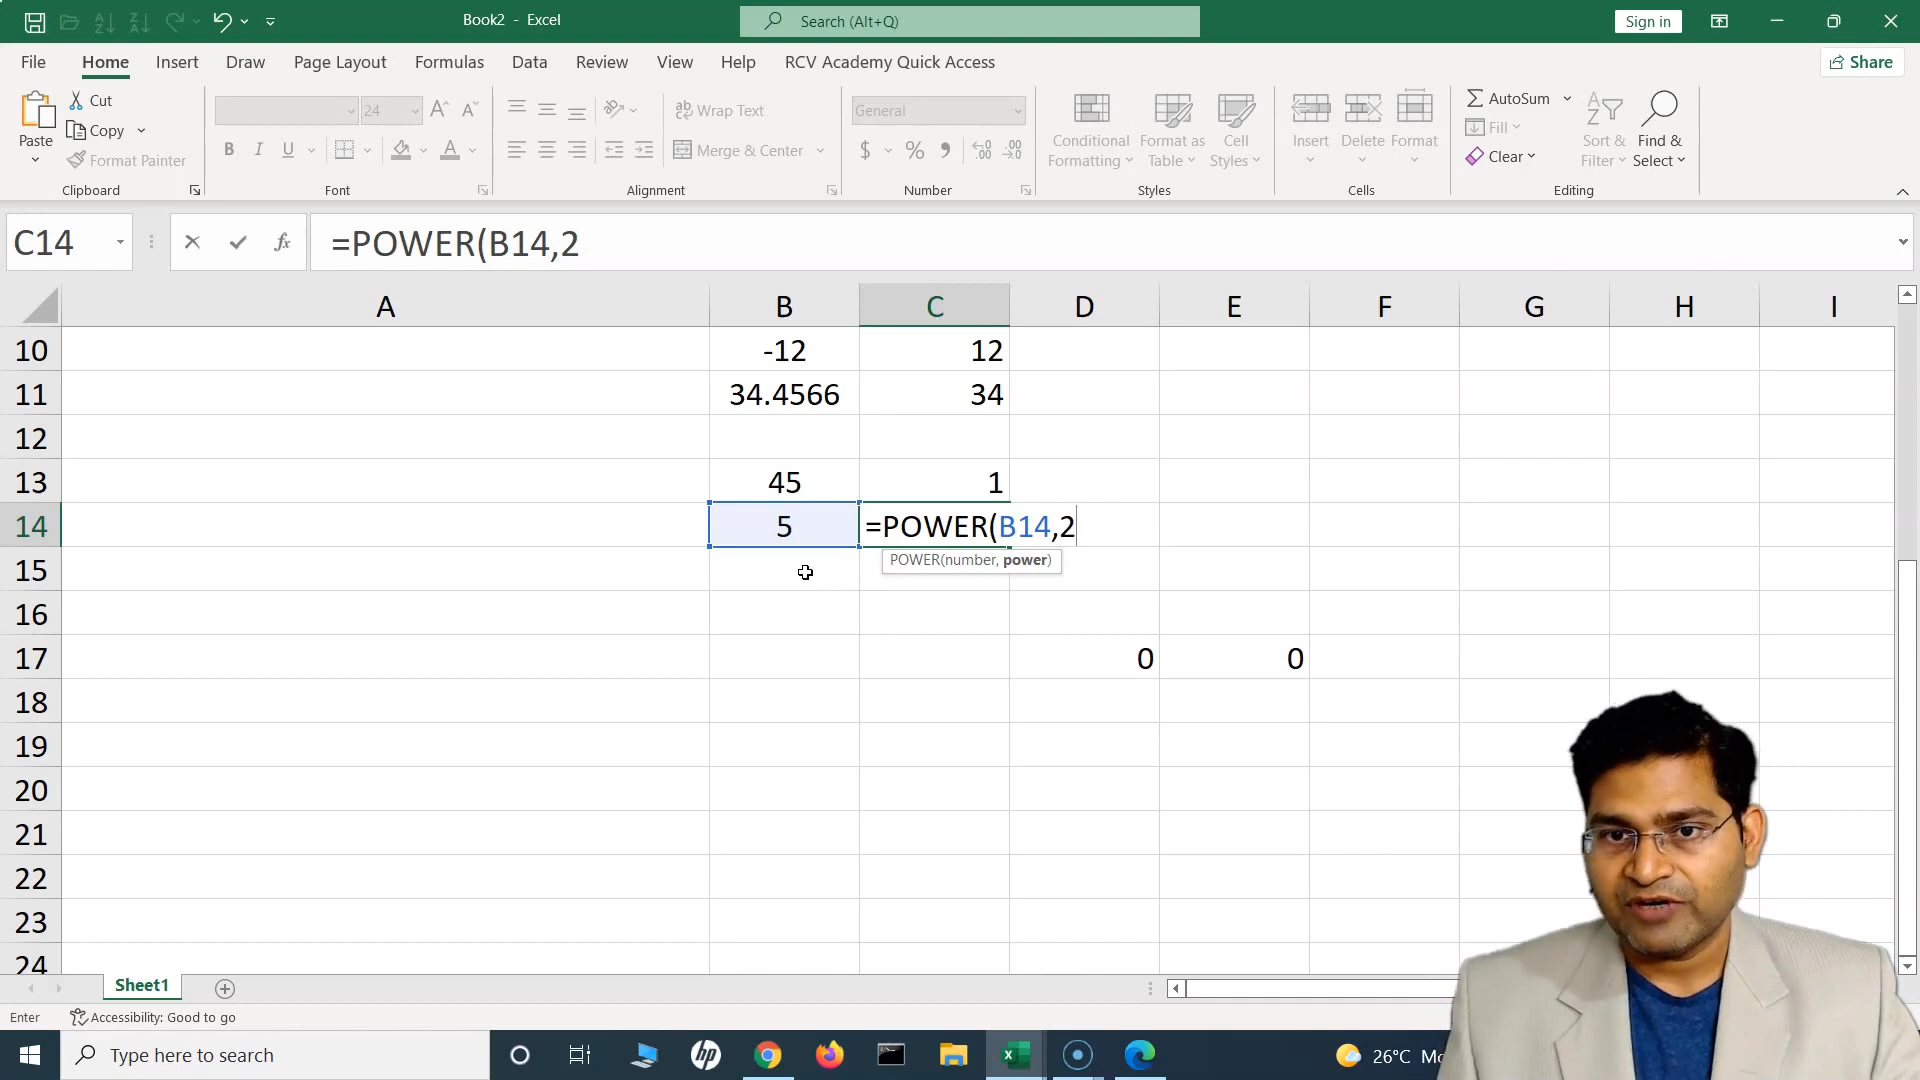 Book2 - Excel
Search (Alt+Q)
Sign in
File Home Insert Draw Page Layout Formulas Data Review View Help RCV Academy Quick Access
Share
Paste
Cut
Copy
Format Painter
Clipboard
24
B I U
Font
Wrap Text
Merge & Center
Alignment
General
$ % ,
Number
Conditional Formatting
Format as Table
Cell Styles
Styles
Insert
Delete
Format
Cells
AutoSum
Fill
Clear
Sort & Filter
Find & Select
Editing
C14
fx
=POWER(B14,2
A B C D E F G H I
10 -12 12
11 34.4566 34
12
13 45 1
14 5 =POWER(B14,2
POWER(number, power)
15
16
17 0 0
18
19
20
21
22
23
24
Sheet1
Enter
Accessibility: Good to go
Type here to search
hp
26°C